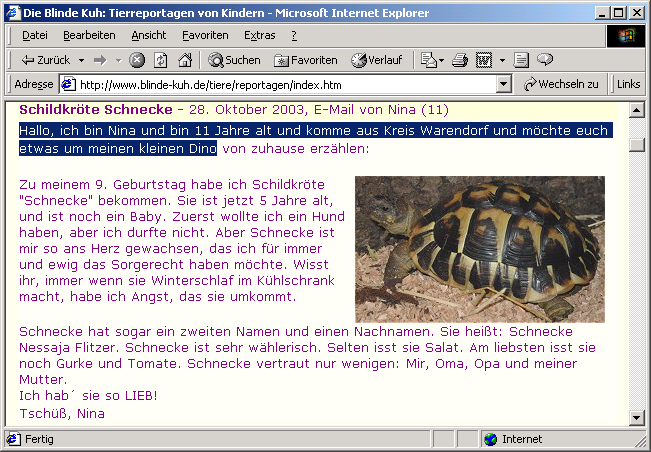 Die Blinde Kuh: Tierreportagen von Kindern - Microsoft Internet Explorer
Datei Bearbeiten Ansicht Favoriten Extras ?
Zurück Suchen Favoriten Verlauf
Adresse http://www.blinde-kuh.de/tiere/reportagen/index.htm Wechseln zu Links
Schildkröte Schnecke - 28. Oktober 2003, E-Mail von Nina (11)
Hallo, ich bin Nina und bin 11 Jahre alt und komme aus Kreis Warendorf und möchte euch
etwas um meinen kleinen Dino von zuhause erzählen:
Zu meinem 9. Geburtstag habe ich Schildkröte
"Schnecke" bekommen. Sie ist jetzt 5 Jahre alt,
und ist noch ein Baby. Zuerst wollte ich ein Hund
haben, aber ich durfte nicht. Aber Schnecke ist
mir so ans Herz gewachsen, das ich für immer
und ewig das Sorgerecht haben möchte. Wisst
ihr, immer wenn sie Winterschlaf im Kühlschrank
macht, habe ich Angst, das sie umkommt.
Schnecke hat sogar ein zweiten Namen und einen Nachnamen. Sie heißt: Schnecke
Nessaja Flitzer. Schnecke ist sehr wählerisch. Selten isst sie Salat. Am liebsten isst sie
noch Gurke und Tomate. Schnecke vertraut nur wenigen: Mir, Oma, Opa und meiner
Mutter.
Ich hab´ sie so LIEB!
Tschüß, Nina
Fertig Internet